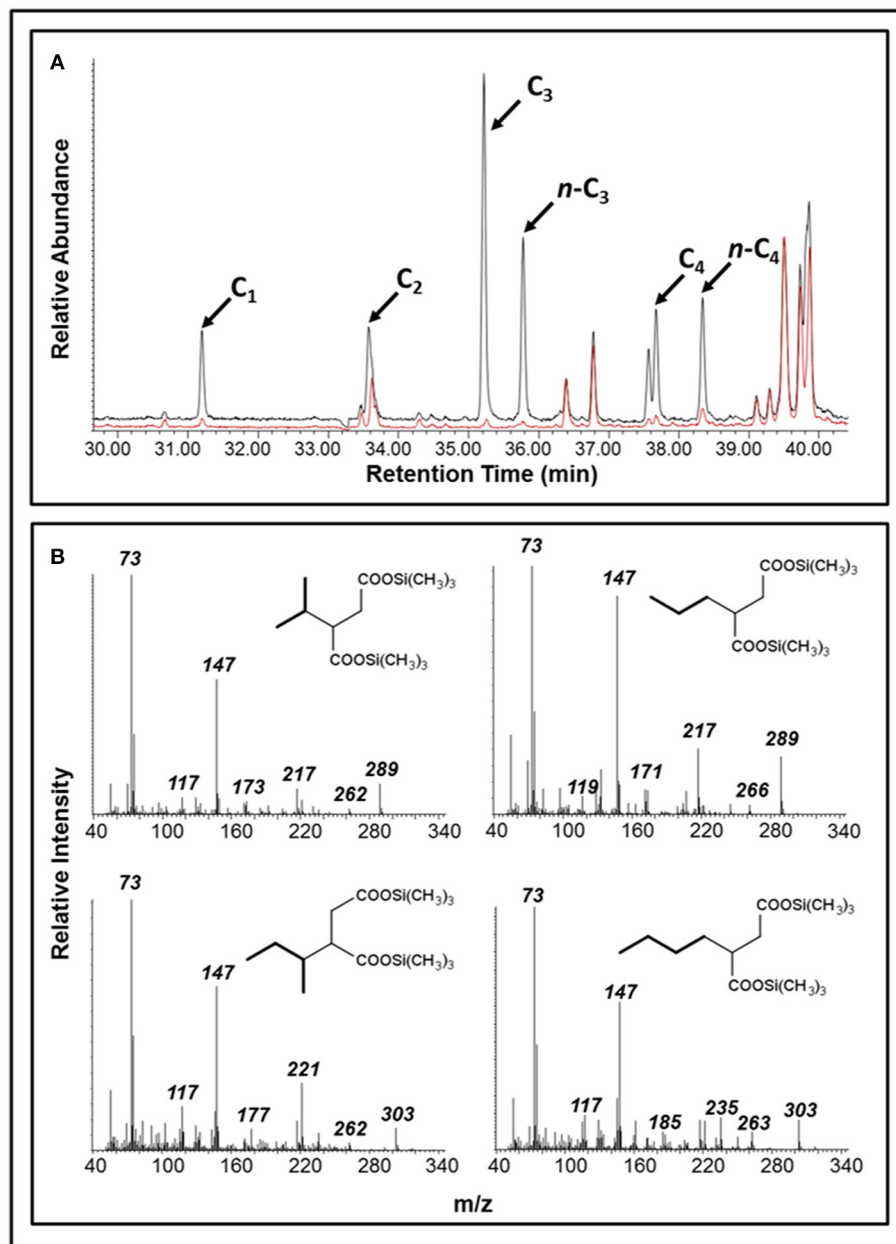 A
C3
n-C3
C4
n-C4
C1
C2
Relative Abundance
30.00 31.00 32.00 33.00 34.00 35.00 36.00 37.00 38.00 39.00 40.00
Retention Time (min)
B
73
147
117
173
217
262
289
COOSi(CH3)3
COOSi(CH3)3
40 100 160 220 280 340
73
147
119
171
217
266
289
COOSi(CH3)3
COOSi(CH3)3
40 100 160 220 280 340
73
147
117
177
221
262
303
COOSi(CH3)3
COOSi(CH3)3
40 100 160 220 280 340
73
147
117
185
235
263
303
COOSi(CH3)3
COOSi(CH3)3
40 100 160 220 280 340
Relative Intensity
m/z